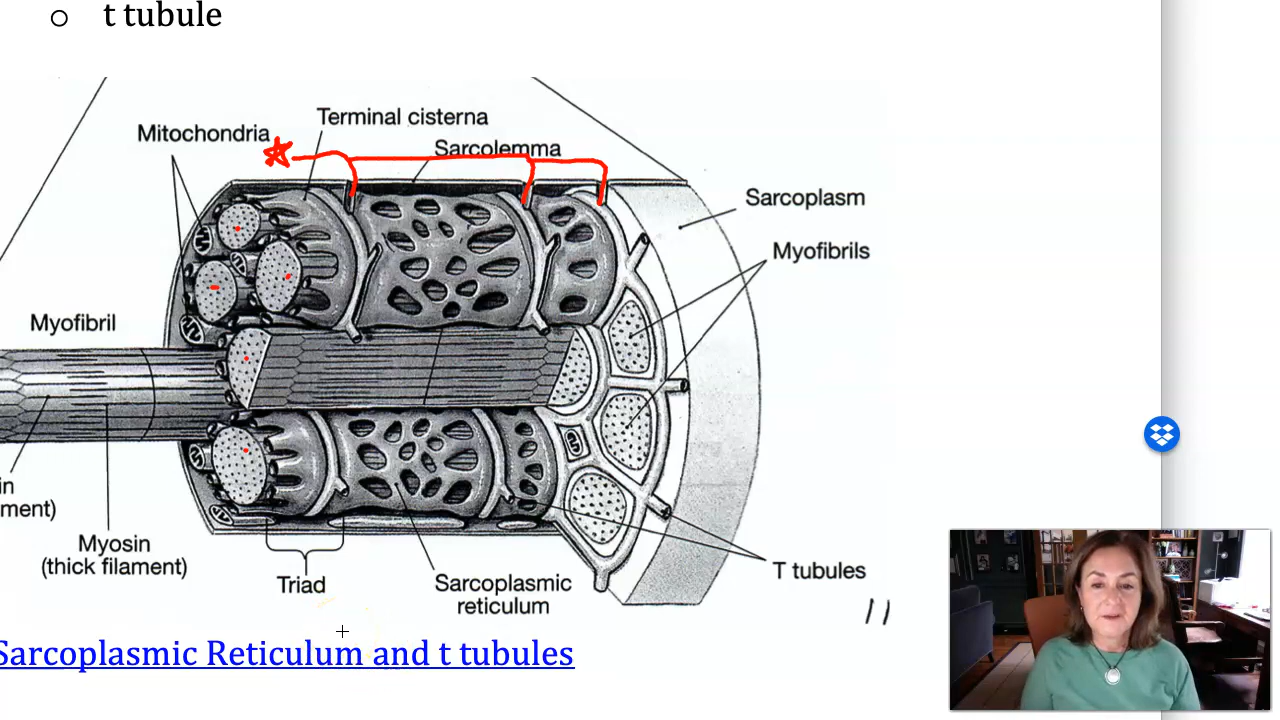 t tubule
Terminal cisterna
Mitochondria
Sarcolemma
Sarcoplasm
Myofibrils
Myofibril
in
ment)
Myosin
(thick filament)
Triad
Sarcoplasmic
reticulum
T tubules
11
Sarcoplasmic Reticulum and t tubules